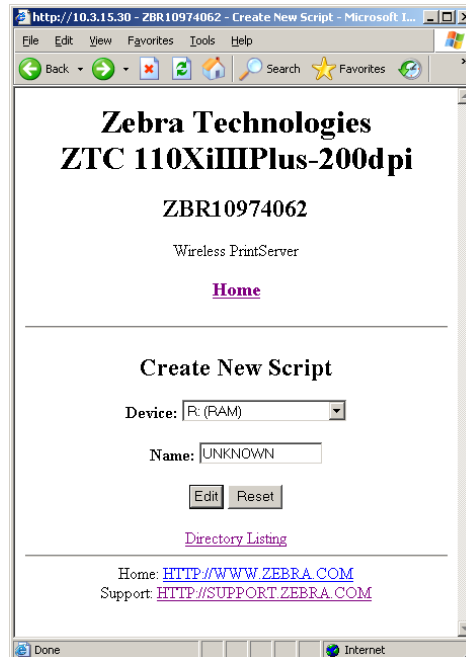 http://10.3.15.30 - ZBR10974062 - Create New Script - Microsoft I...
File Edit View Favorites Tools Help
Back Search Favorites
Zebra Technologies
ZTC 110XiIIIPlus-200dpi
ZBR10974062
Wireless PrintServer
Home
Create New Script
Device: R: (RAM)
Name: UNKNOWN
Edit Reset
Directory Listing
Home: HTTP://WWW.ZEBRA.COM
Support: HTTP://SUPPORT.ZEBRA.COM
Done Internet